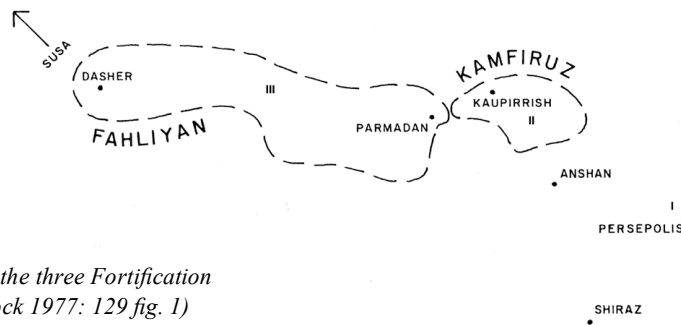 SUSA
DASHER
III
FAHLIYAN
PARMADAN
KAMFIRUZ
KAUPIRRISH
II
ANSHAN
I
PERSEPOLIS
the three Fortification
ck 1977: 129 fig. 1)
SHIRAZ